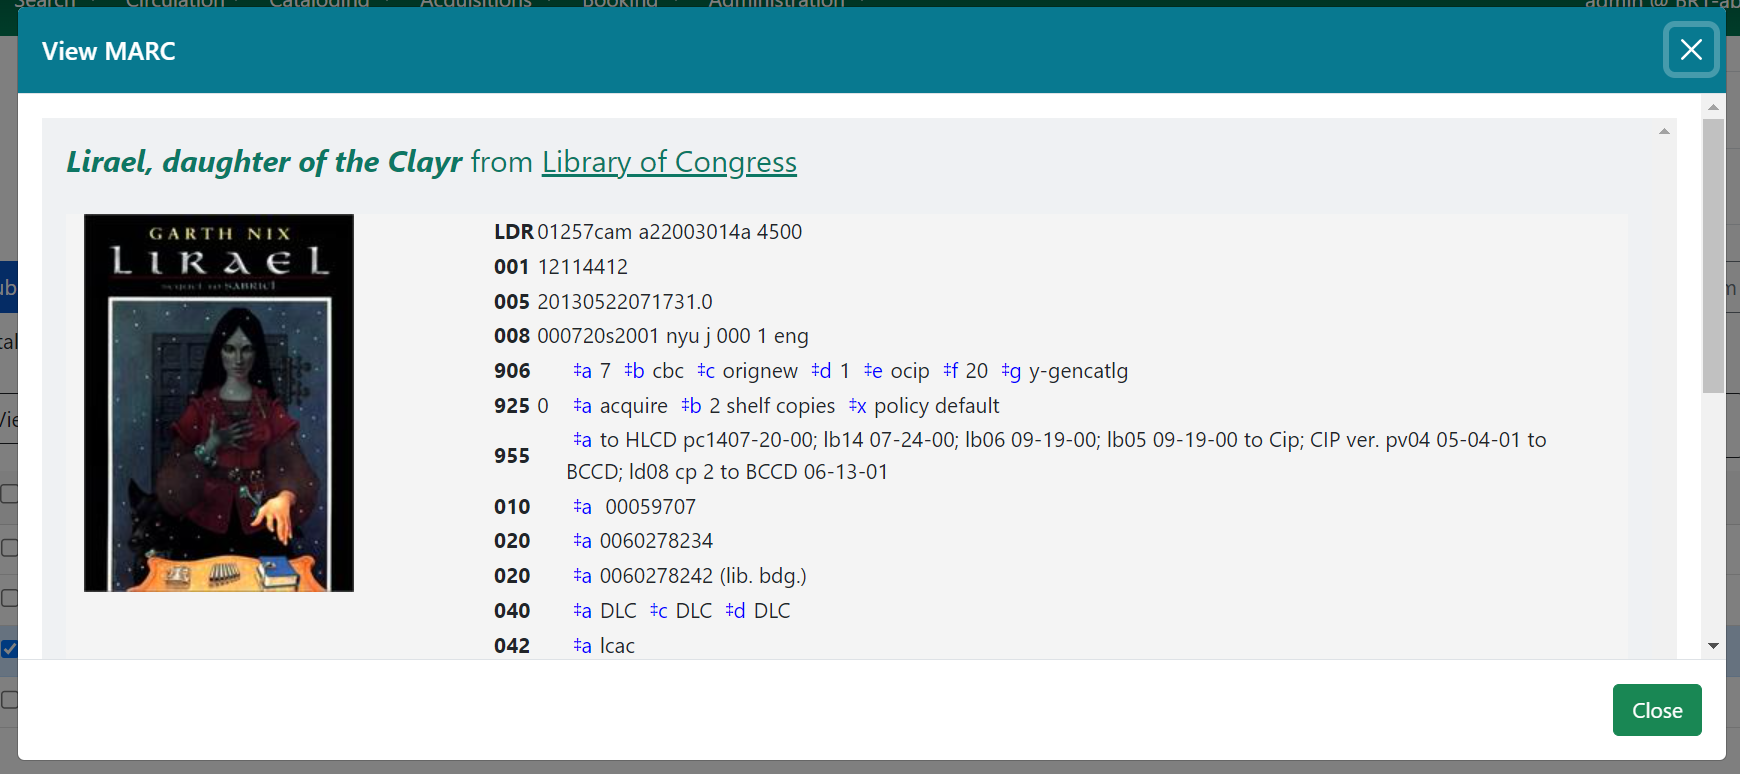 Search Circulation Cataloging Acquisitions Booking Administration admin @ BR1-ab
View MARC
Lirael, daughter of the Clayr from Library of Congress
GARTH NIX
LIRAEL
SEQUEL TO SABRIEL
LDR 01257cam a22003014a 4500
001 12114412
005 20130522071731.0
008 000720s2001 nyu j 000 1 eng
906 ‡a 7 ‡b cbc ‡c orignew ‡d 1 ‡e ocip ‡f 20 ‡g y-gencatlg
925 0 ‡a acquire ‡b 2 shelf copies ‡x policy default
955 ‡a to HLCD pc1407-20-00; lb14 07-24-00; lb06 09-19-00; lb05 09-19-00 to Cip; CIP ver. pv04 05-04-01 to
BCCD; ld08 cp 2 to BCCD 06-13-01
010 ‡a 00059707
020 ‡a 0060278234
020 ‡a 0060278242 (lib. bdg.)
040 ‡a DLC ‡c DLC ‡d DLC
042 ‡a lcac
Close